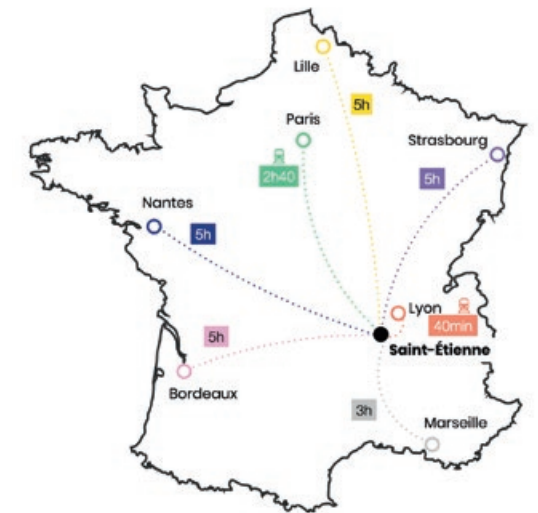 Lille
5h
Paris
Strasbourg
2h40
5h
Nantes
5h
Lyon
40min
5h
Saint-Étienne
Bordeaux
3h
Marseille